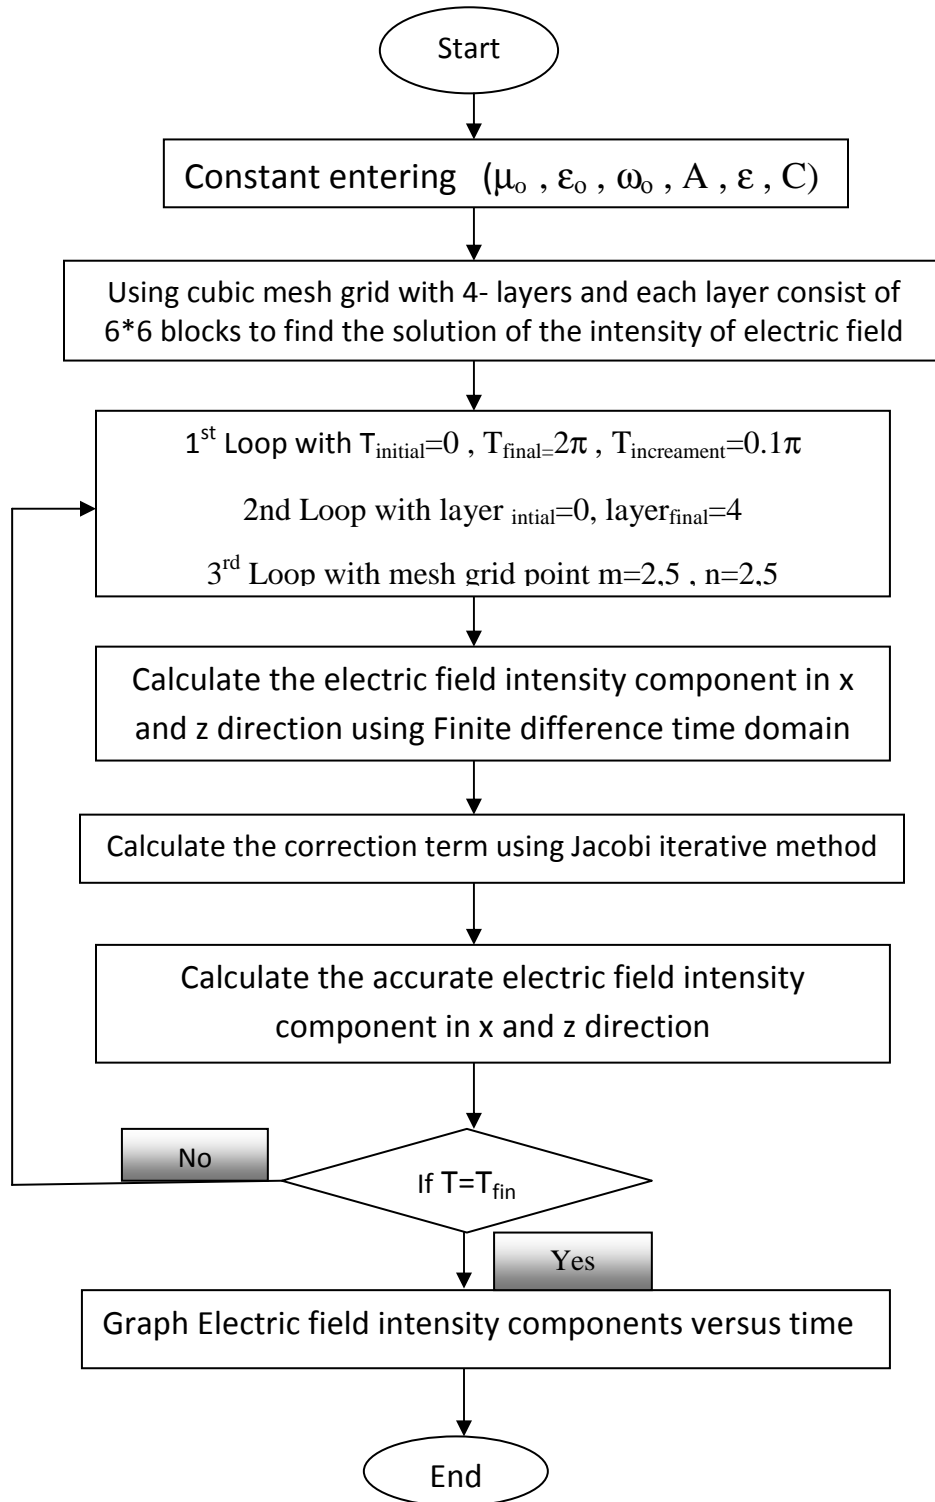 Start
Constant entering (μₒ , εₒ , ωₒ , A , ε , C)
Using cubic mesh grid with 4- layers and each layer consist of
6*6 blocks to find the solution of the intensity of electric field
1st Loop with Tinitial=0 , Tfinal=2π , Tincreament=0.1π
2nd Loop with layer intial=0, layerfinal=4
3rd Loop with mesh grid point m=2,5 , n=2,5
Calculate the electric field intensity component in x
and z direction using Finite difference time domain
Calculate the correction term using Jacobi iterative method
Calculate the accurate electric field intensity
component in x and z direction
No
If T=Tfin
Yes
Graph Electric field intensity components versus time
End